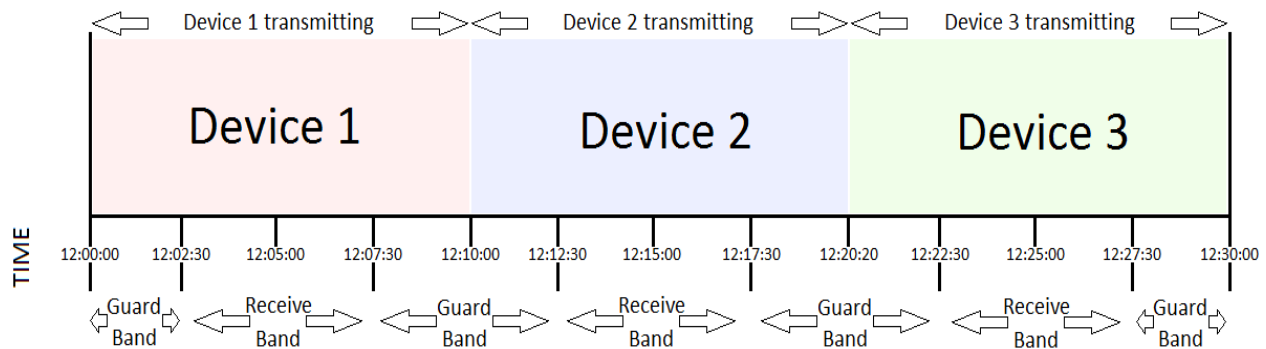 Device 1 transmitting
Device 2 transmitting
Device 3 transmitting
Device 1
Device 2
Device 3
TIME
12:00:00 12:02:30 12:05:00 12:07:30 12:10:00 12:12:30 12:15:00 12:17:30 12:20:20 12:22:30 12:25:00 12:27:30 12:30:00
Guard
Band
Receive
Band
Guard
Band
Receive
Band
Guard
Band
Receive
Band
Guard
Band